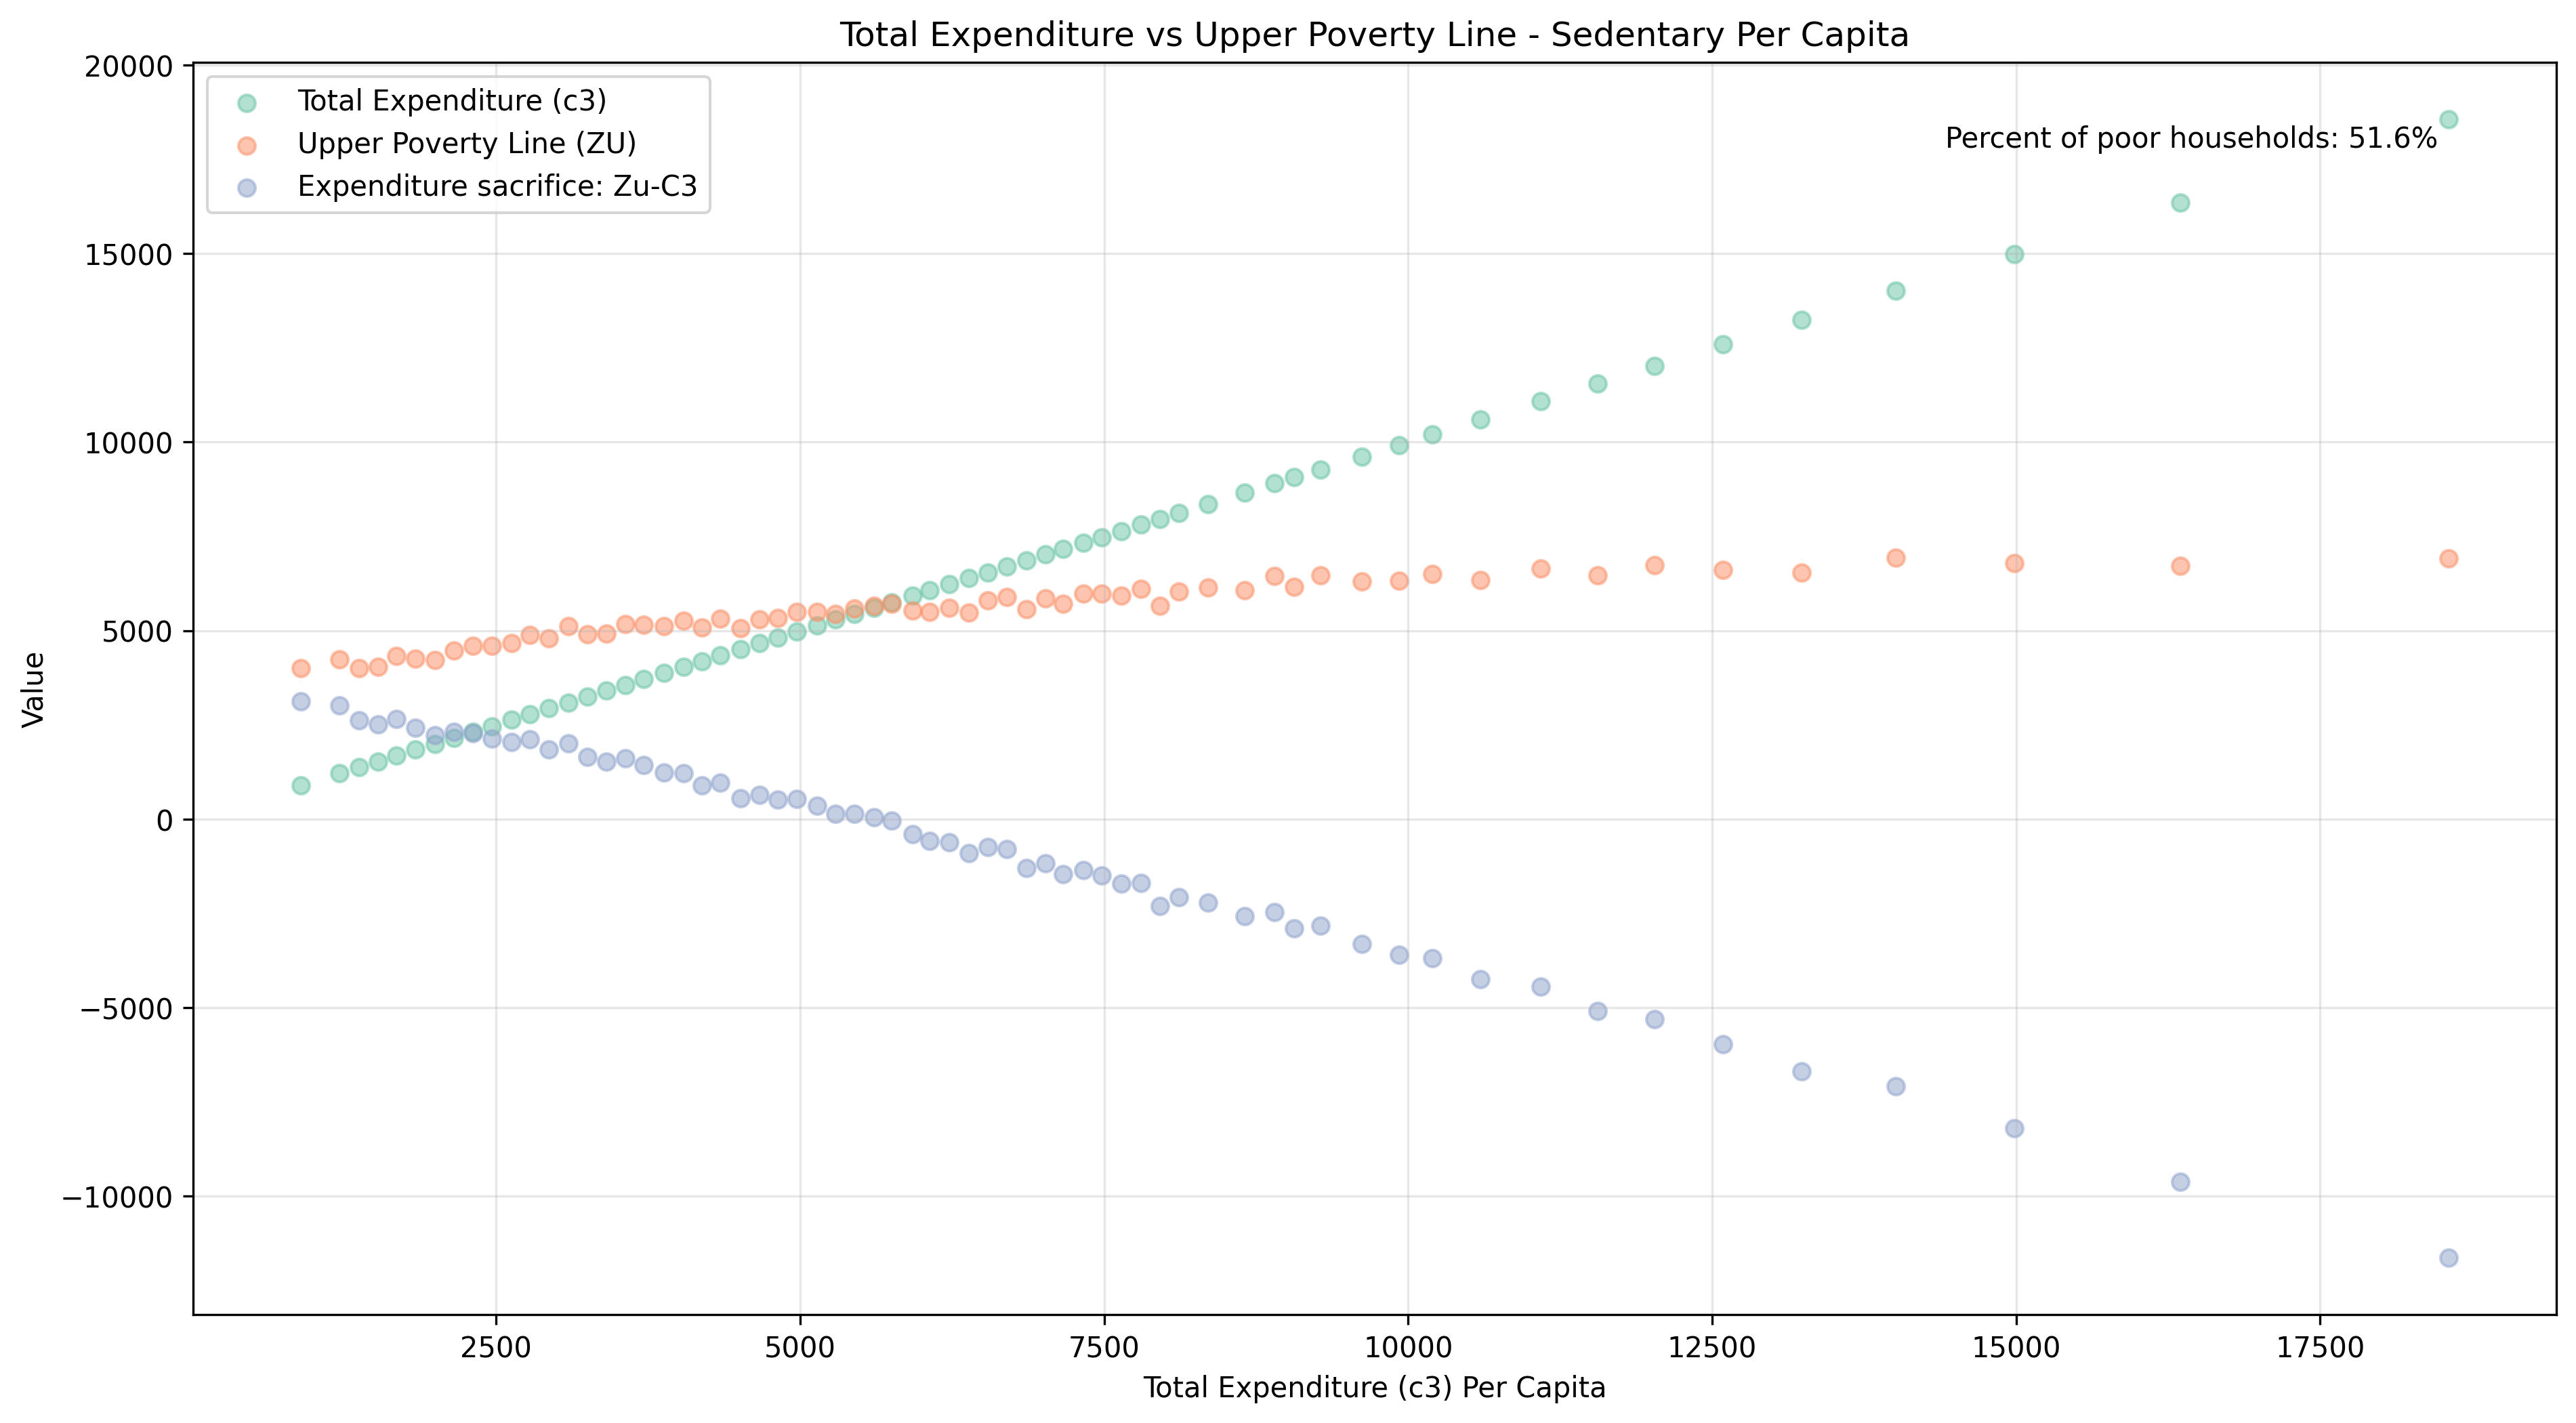 Total Expenditure vs Upper Poverty Line - Sedentary Per Capita
20000
15000
10000
5000
0
−5000
−10000
Value
Total Expenditure (c3)
Upper Poverty Line (ZU)
Expenditure sacrifice: Zu-C3
Percent of poor households: 51.6%
2500 5000 7500 10000 12500 15000 17500
Total Expenditure (c3) Per Capita